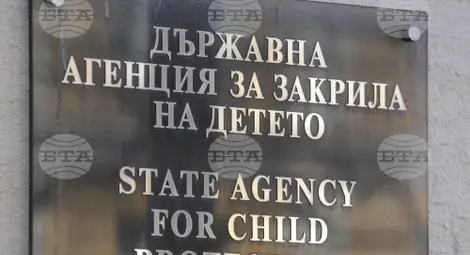 ДЪРЖАВНА
АГЕНЦИЯ ЗА ЗАКРИЛА
НА ДЕТЕТО
STATE AGENCY
FOR CHILD